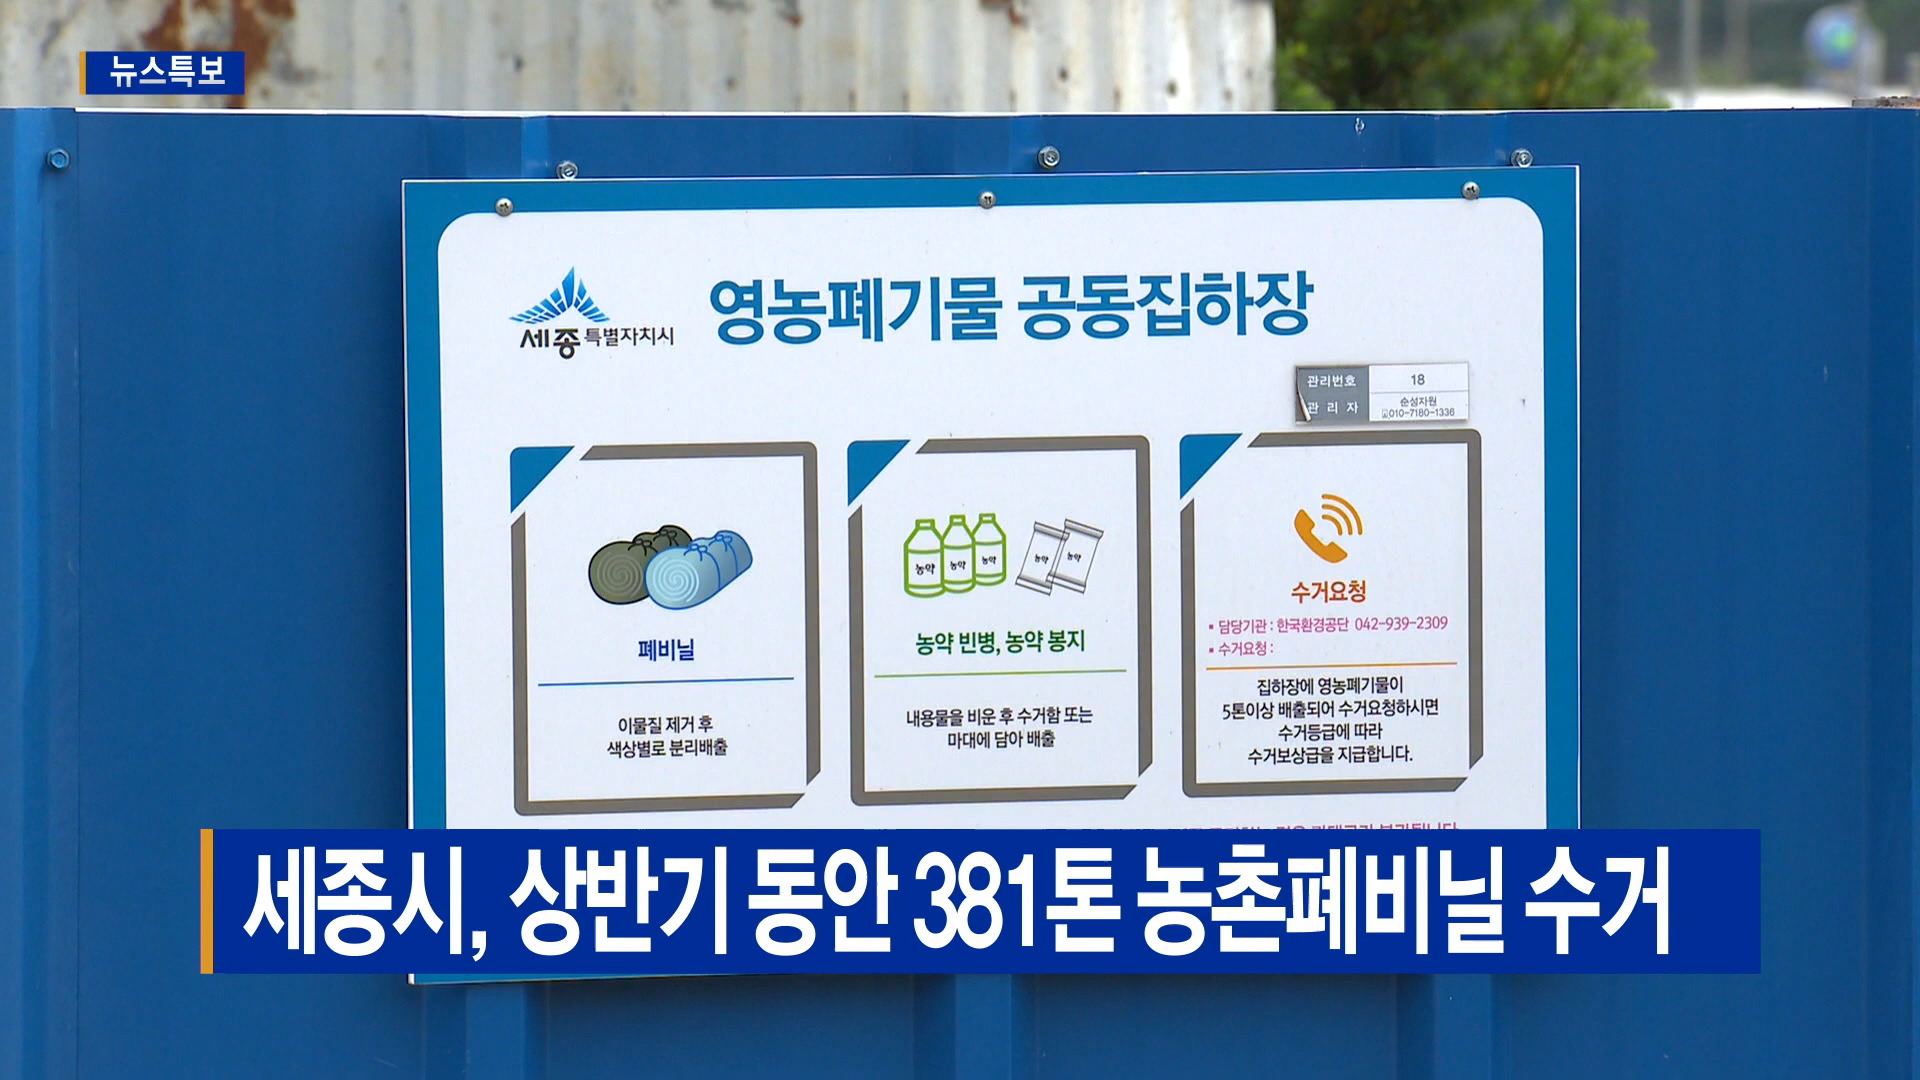 뉴스특보
세종특별자치시
영농폐기물 공동집하장
관리번호 18
관 리 자 순성자원
010-7180-1336
농약 농약 농약 농약 농약
폐비닐
이물질 제거 후
색상별로 분리배출
농약 빈병, 농약 봉지
내용물을 비운 후 수거함 또는
마대에 담아 배출
수거요청
▪ 담당기관 : 한국환경공단 042-939-2309
▪ 수거요청 :
집하장에 영농폐기물이
5톤이상 배출되어 수거요청하시면
수거등급에 따라
수거보상금을 지급합니다.
세종시, 상반기 동안 381톤 농촌폐비닐 수거